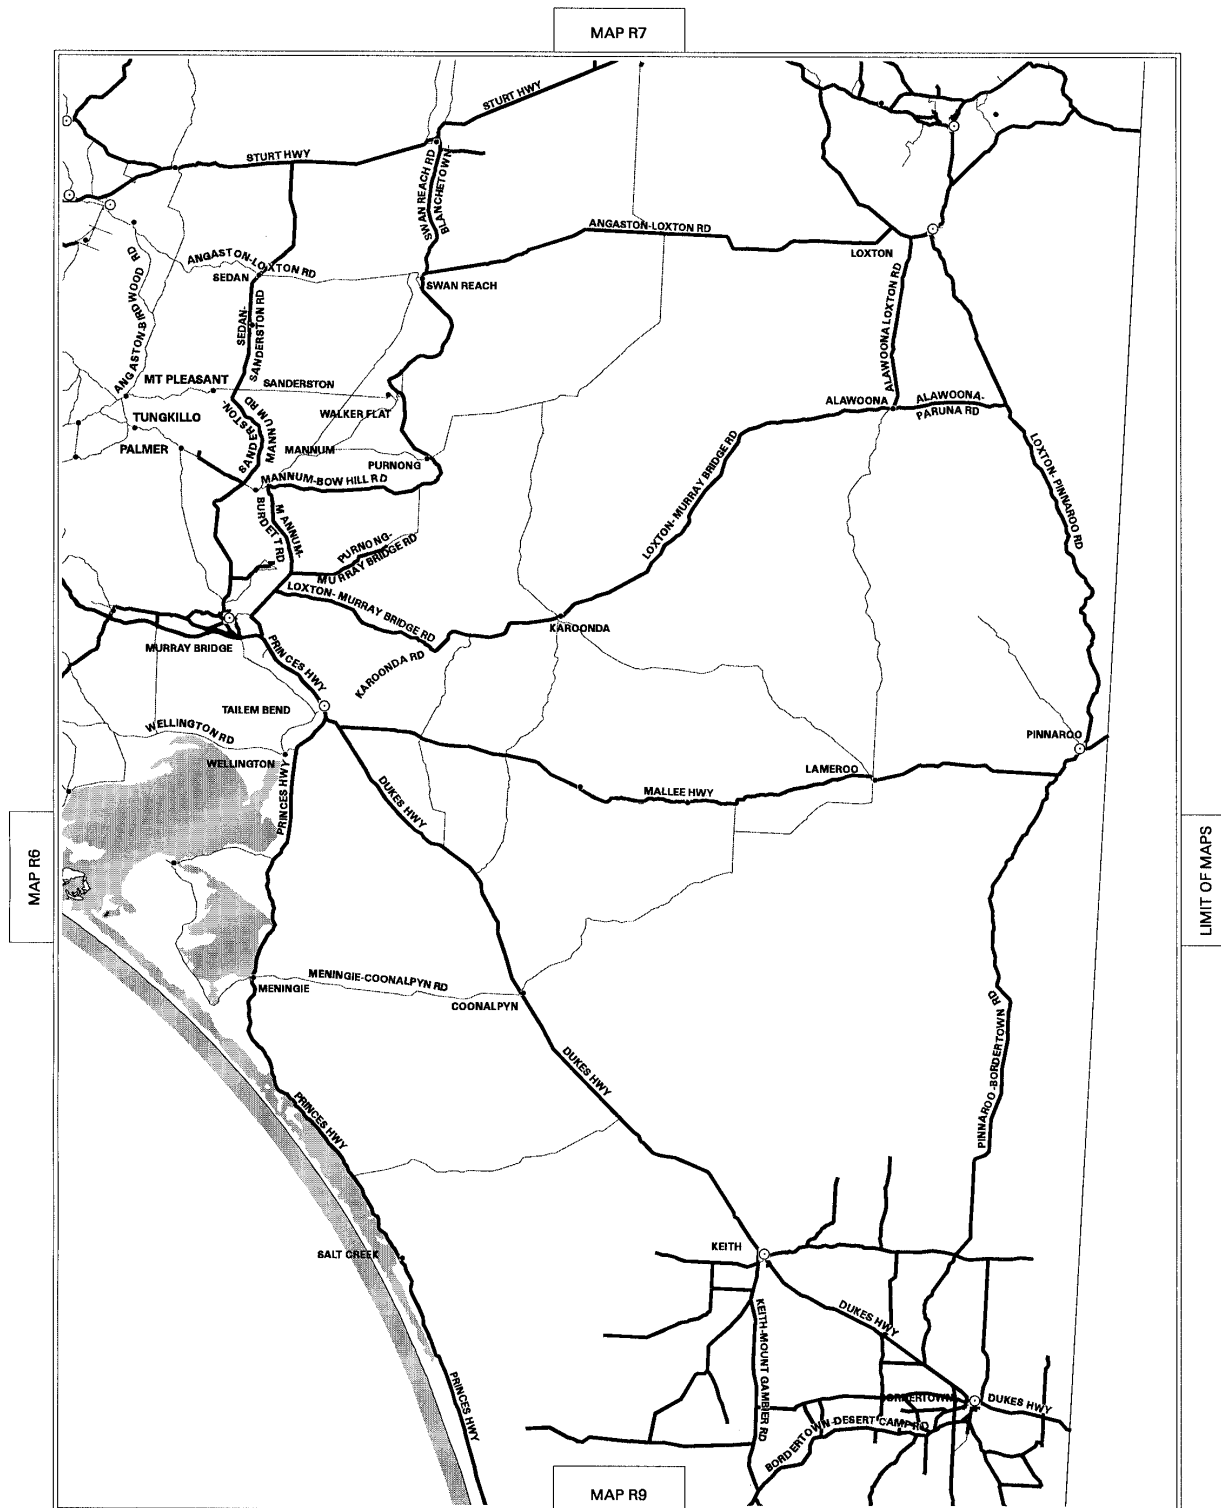 MAP R7
STURT HWY
STURT HWY
SWAN REACH RD
BLANCHETOWN-
ANGASTON-LOXTON RD
LOXTON
ANGASTON-LOXTON RD
SEDAN
SWAN REACH
ANGASTON-BIRDWOOD RD
SEDAN-
SANDERSTON RD
ALAWOONA LOXTON RD
MT PLEASANT
SANDERSTON
ALAWOONA
ALAWOONA-
PARUNA RD
WALKER FLAT
TUNGKILLO
SANDERSTON-
MANNUM RD
PALMER
MANNUM
PURNONG
MANNUM-BOW HILL RD
LOXTON-MURRAY BRIDGE RD
LOXTON-PINNAROO RD
MANNUM-
BURDETT RD
PURNONG-
MURRAY BRIDGE RD
LOXTON-MURRAY BRIDGE RD
KAROONDA
MURRAY BRIDGE
PRINCES HWY
KAROONDA RD
TAILEM BEND
WELLINGTON RD
PINNAROO
WELLINGTON
LAMEROO
PRINCES HWY
DUKES HWY
MALLEE HWY
MAP R6
LIMIT OF MAPS
MENINGIE-COONALPYN RD
MENINGIE
COONALPYN
PINNAROO-BORDERTOWN RD
DUKES HWY
PRINCES HWY
SALT CREEK
KEITH
KEITH-MOUNT GAMBIER RD
DUKES HWY
PRINCES HWY
BORDERTOWN
DUKES HWY
BORDERTOWN-DESERT CAMP RD
MAP R9